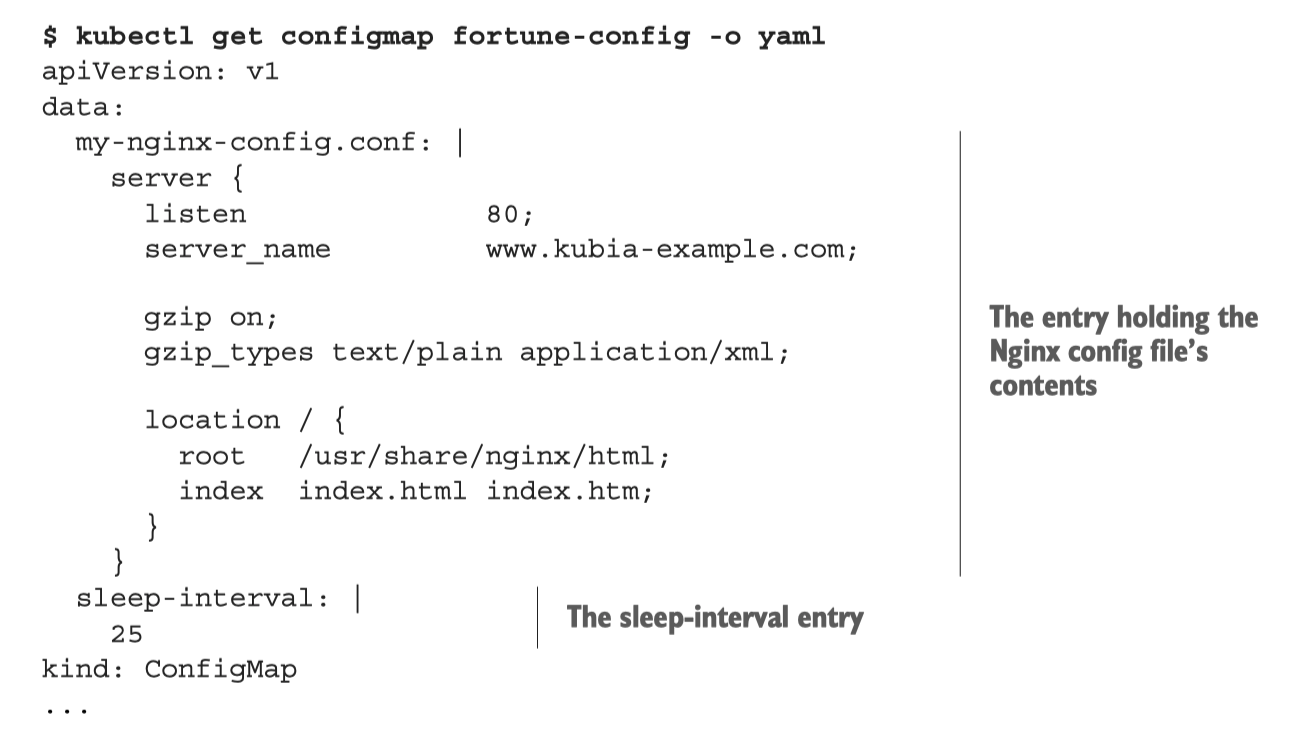 $ kubectl get configmap fortune-config -o yaml
apiVersion: v1
data:
  my-nginx-config.conf: |
    server {
      listen              80;
      server_name         www.kubia-example.com;

      gzip on;
      gzip_types text/plain application/xml;

      location / {
        root   /usr/share/nginx/html;
        index  index.html index.htm;
      }
    }
The entry holding the
Nginx config file’s
contents
  sleep-interval: |
    25
The sleep-interval entry
kind: ConfigMap
...